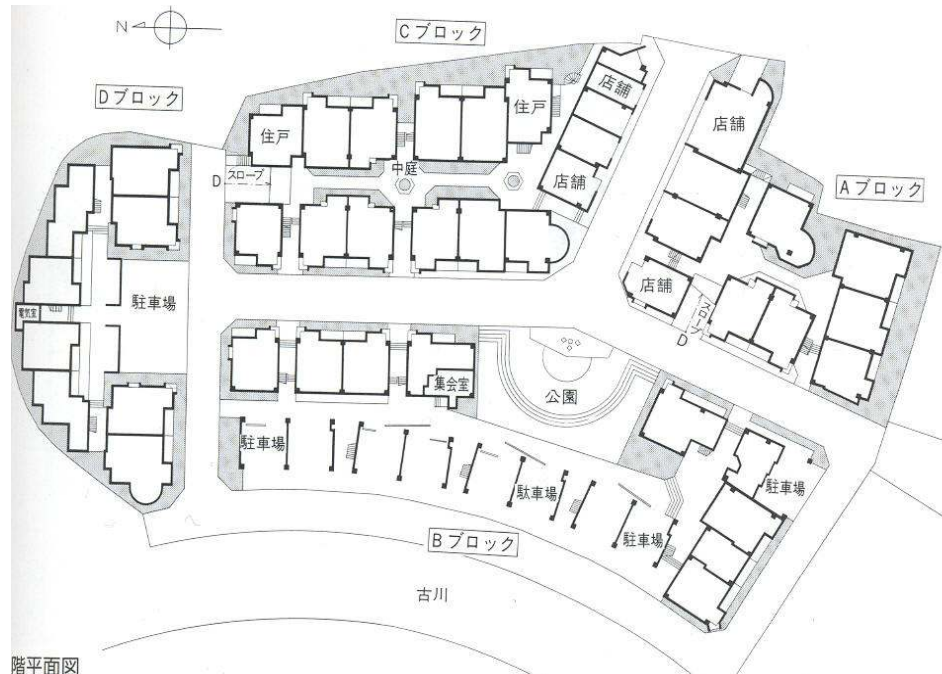 N
Cブロック
Dブロック
住戸
住戸
店舗
店舗
店舗
中庭
スロープ
D
Aブロック
店舗
スロープ
D
駐車場
電気室
集会室
公園
駐車場
駐車場
駐車場
駐車場
Bブロック
古川
階平面図